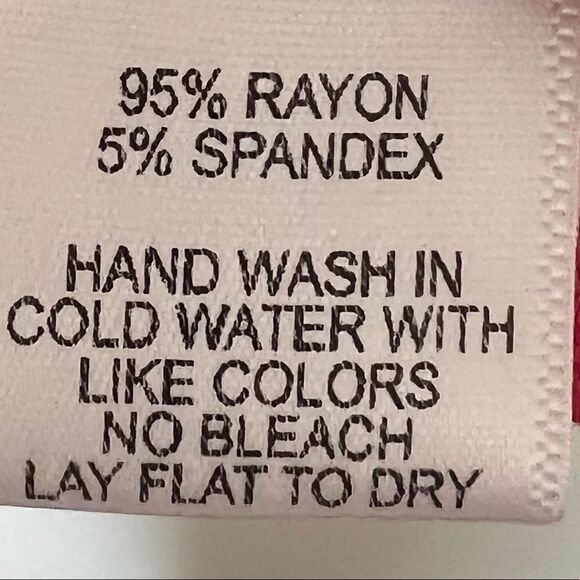 95% RAYON
5% SPANDEX
HAND WASH IN
COLD WATER WITH
LIKE COLORS
NO BLEACH
LAY FLAT TO DRY